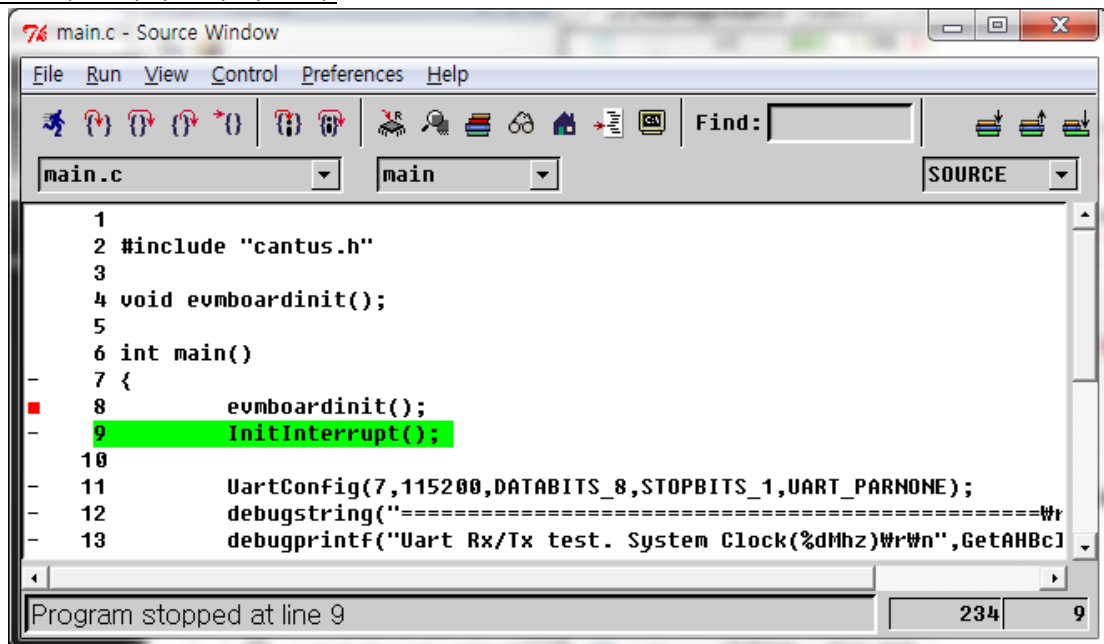 main.c - Source Window
File Run View Control Preferences Help
Find:
main.c main SOURCE
1
2 #include "cantus.h"
3
4 void evmboardinit();
5
6 int main()
- 7 {
8 evmboardinit();
- 9 InitInterrupt();
10
- 11 UartConfig(7,115200,DATABITS_8,STOPBITS_1,UART_PARNONE);
- 12 debugstring("================================================₩r
- 13 debugprintf("Uart Rx/Tx test. System Clock(%dMhz)₩r₩n",GetAHBcl
Program stopped at line 9 234 9